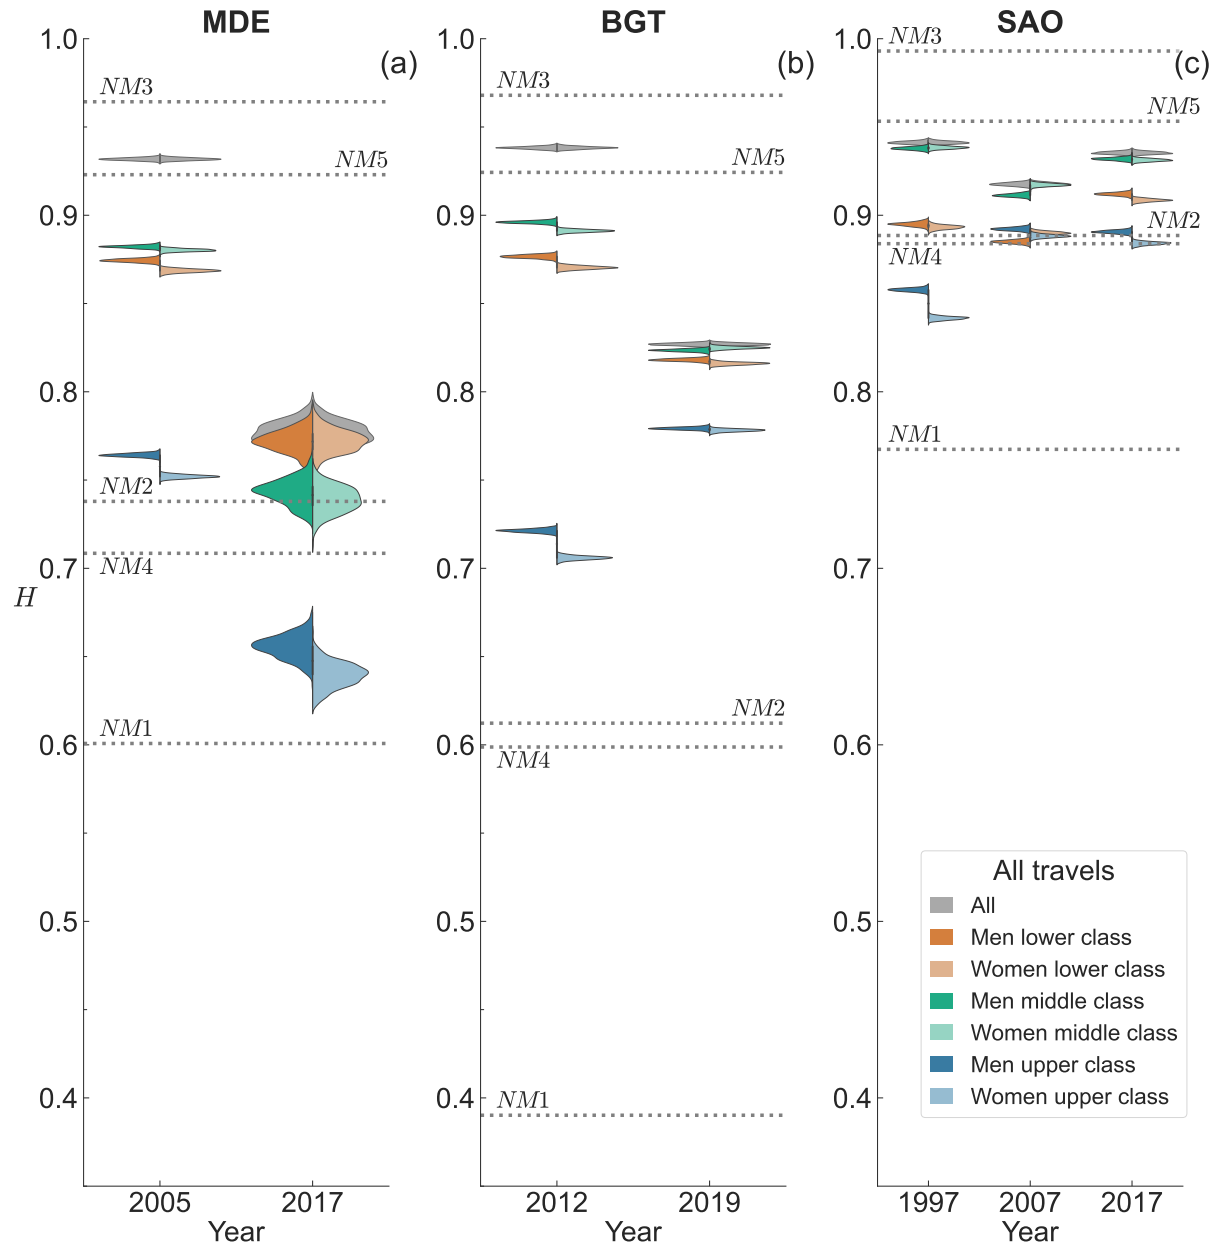 MDE
BGT
SAO
(a)
(b)
(c)
H
1.0
0.9
0.8
0.7
0.6
0.5
0.4
NM3
NM5
NM2
NM4
NM1
2005
2017
Year
1.0
0.9
0.8
0.7
0.6
0.5
0.4
NM3
NM5
NM2
NM4
NM1
2012
2019
Year
1.0
0.9
0.8
0.7
0.6
0.5
0.4
NM3
NM5
NM2
NM4
NM1
1997
2007
2017
Year
All travels
All
Men lower class
Women lower class
Men middle class
Women middle class
Men upper class
Women upper class